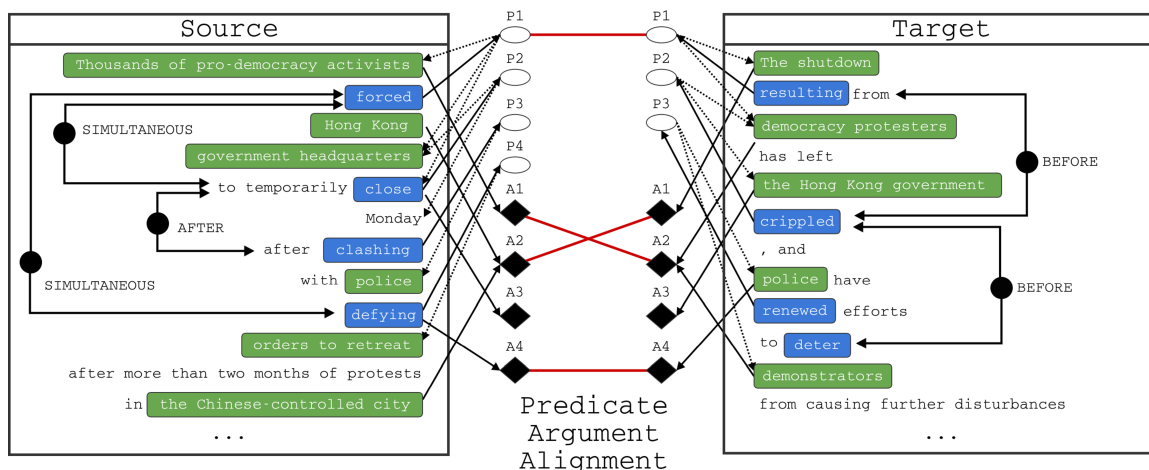 Source
Thousands of pro-democracy activists
forced
Hong Kong
government headquarters
to temporarily close
Monday
after clashing
with police
defying
orders to retreat
after more than two months of protests
in the Chinese-controlled city
...
SIMULTANEOUS
AFTER
SIMULTANEOUS
P1
P2
P3
P4
A1
A2
A3
A4
P1
P2
P3
A1
A2
A3
A4
Predicate
Argument
Alignment
Target
The shutdown
resulting from
democracy protesters
has left
the Hong Kong government
crippled
, and
police have
renewed efforts
to deter
demonstrators
from causing further disturbances
...
BEFORE
BEFORE